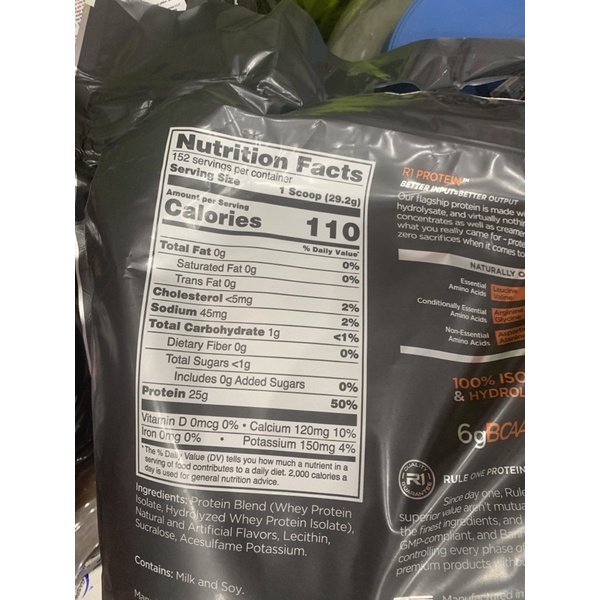 Nutrition Facts
152 servings per container
Serving Size 1 Scoop (29.2g)
Amount per Serving
Calories 110
% Daily Value*
Total Fat 0g 0%
Saturated Fat 0g 0%
Trans Fat 0g
Cholesterol <5mg 2%
Sodium 45mg 2%
Total Carbohydrate 1g <1%
Dietary Fiber 0g 0%
Total Sugars <1g
Includes 0g Added Sugars 0%
Protein 25g 50%
Vitamin D 0mcg 0% • Calcium 120mg 10%
Iron 0mg 0% • Potassium 150mg 4%
*The % Daily Value (DV) tells you how much a nutrient in a
serving of food contributes to a daily diet. 2,000 calories a
day is used for general nutrition advice.
Ingredients: Protein Blend (Whey Protein
Isolate, Hydrolyzed Whey Protein Isolate),
Natural and Artificial Flavors, Lecithin,
Sucralose, Acesulfame Potassium.
Contains: Milk and Soy.
R1 PROTEIN
BETTER INPUT=BETTER OUTPUT
Our flagship protein is made
hydrolysate, and virtually
concentrates as well as
what you really came for -
zero sacrifices when it comes to
NATURALLY
Essential
Amino Acids
Leucine
Valine
Conditionally Essential
Amino Acids
Arginine
Glycine
Non-Essential
Amino Acids
100% ISO
& HYDROL
6g BCAA
QUALITY
R1
RULE ONE PROTEIN
Since day one, Rule
superior value aren't
the finest ingredients, and
GMP-compliant, and
controlling every phase of
premium products
Manufactured in